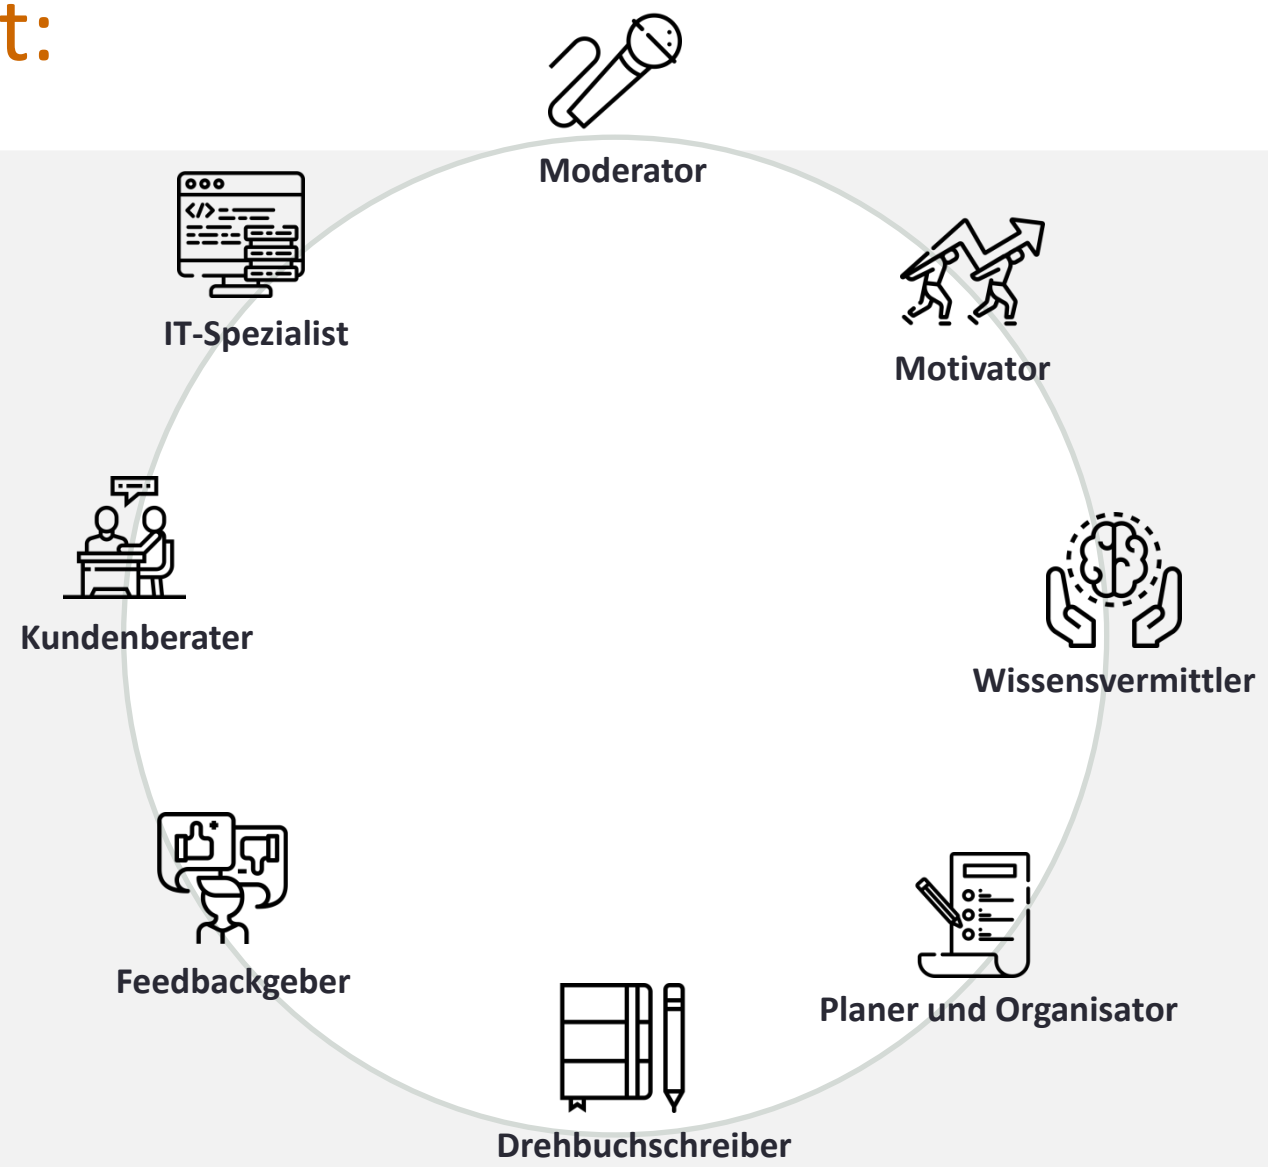 t:
Moderator
IT-Spezialist
Motivator
Kundenberater
Wissensvermittler
Feedbackgeber
Planer und Organisator
Drehbuchschreiber